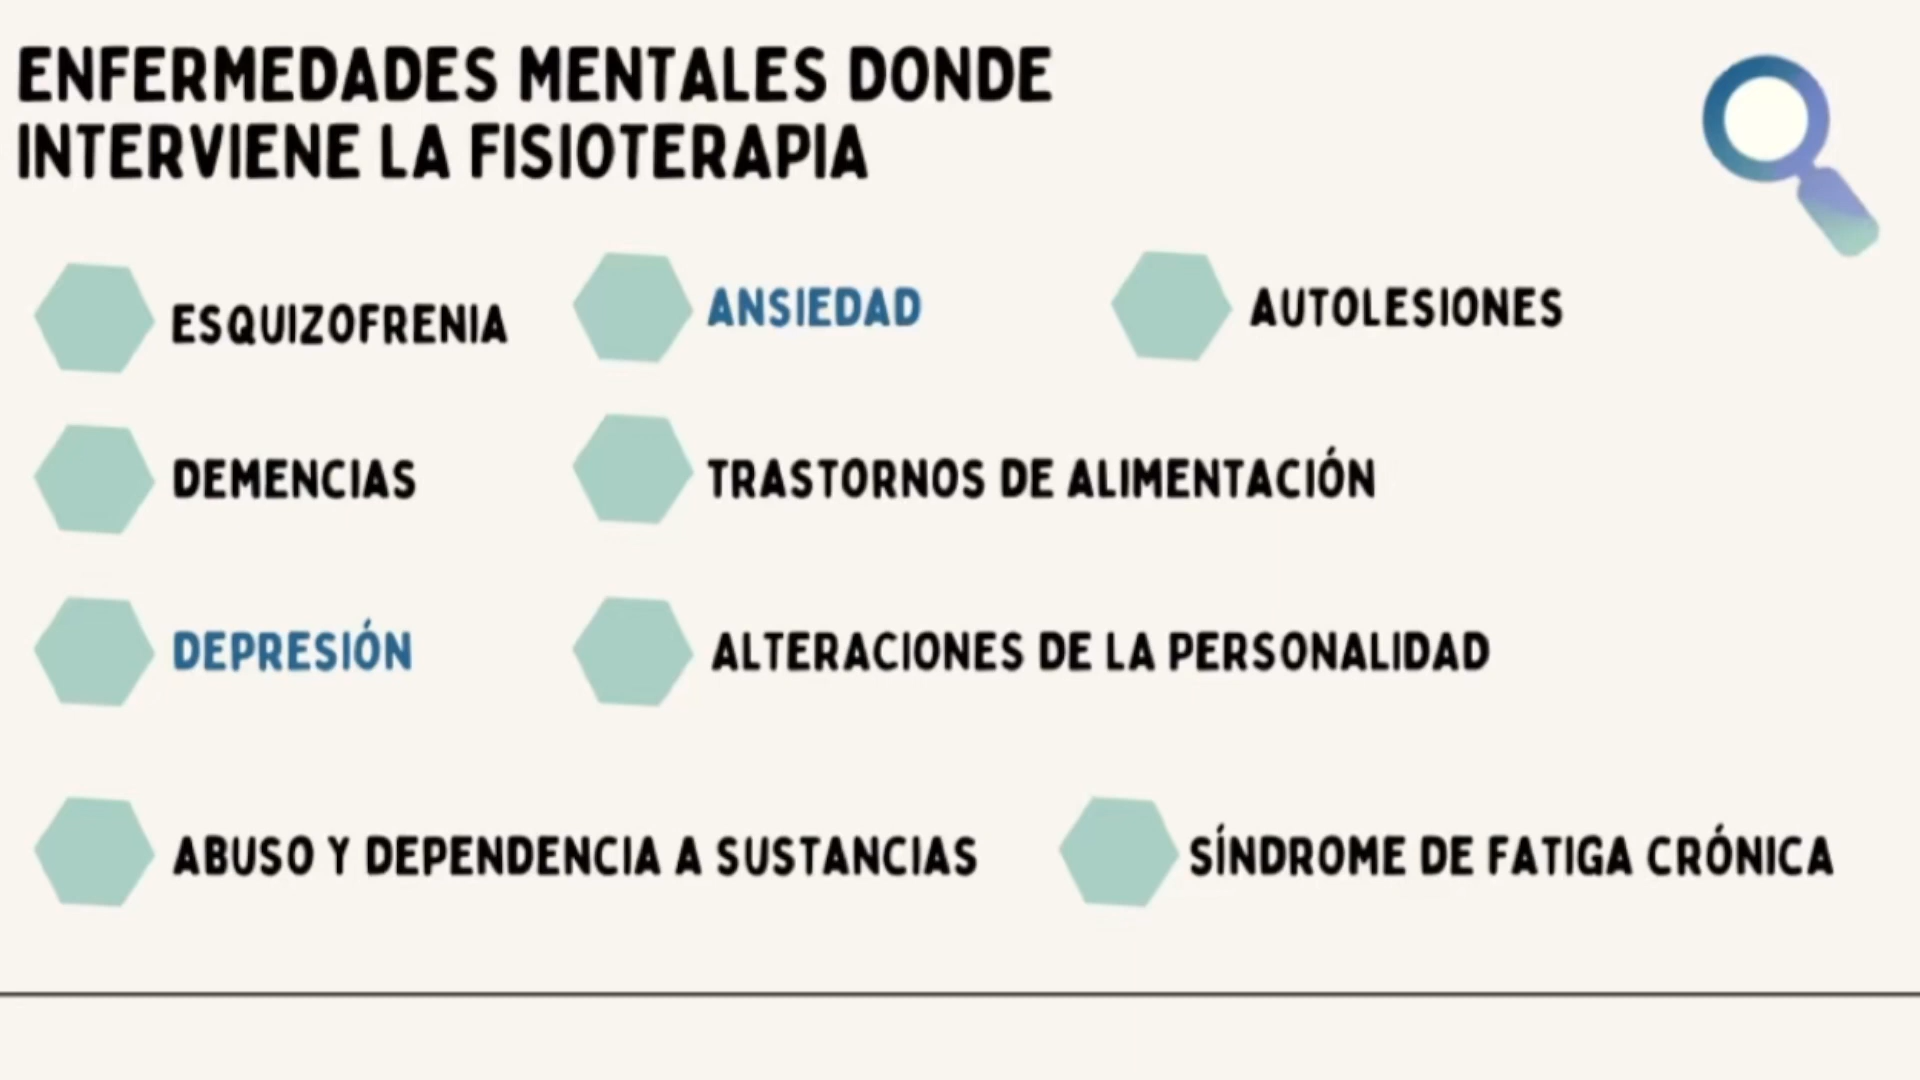 ENFERMEDADES MENTALES DONDE
INTERVIENE LA FISIOTERAPIA
ESQUIZOFRENIA
ANSIEDAD
AUTOLESIONES
DEMENCIAS
TRASTORNOS DE ALIMENTACIÓN
DEPRESIÓN
ALTERACIONES DE LA PERSONALIDAD
ABUSO Y DEPENDENCIA A SUSTANCIAS
SÍNDROME DE FATIGA CRÓNICA